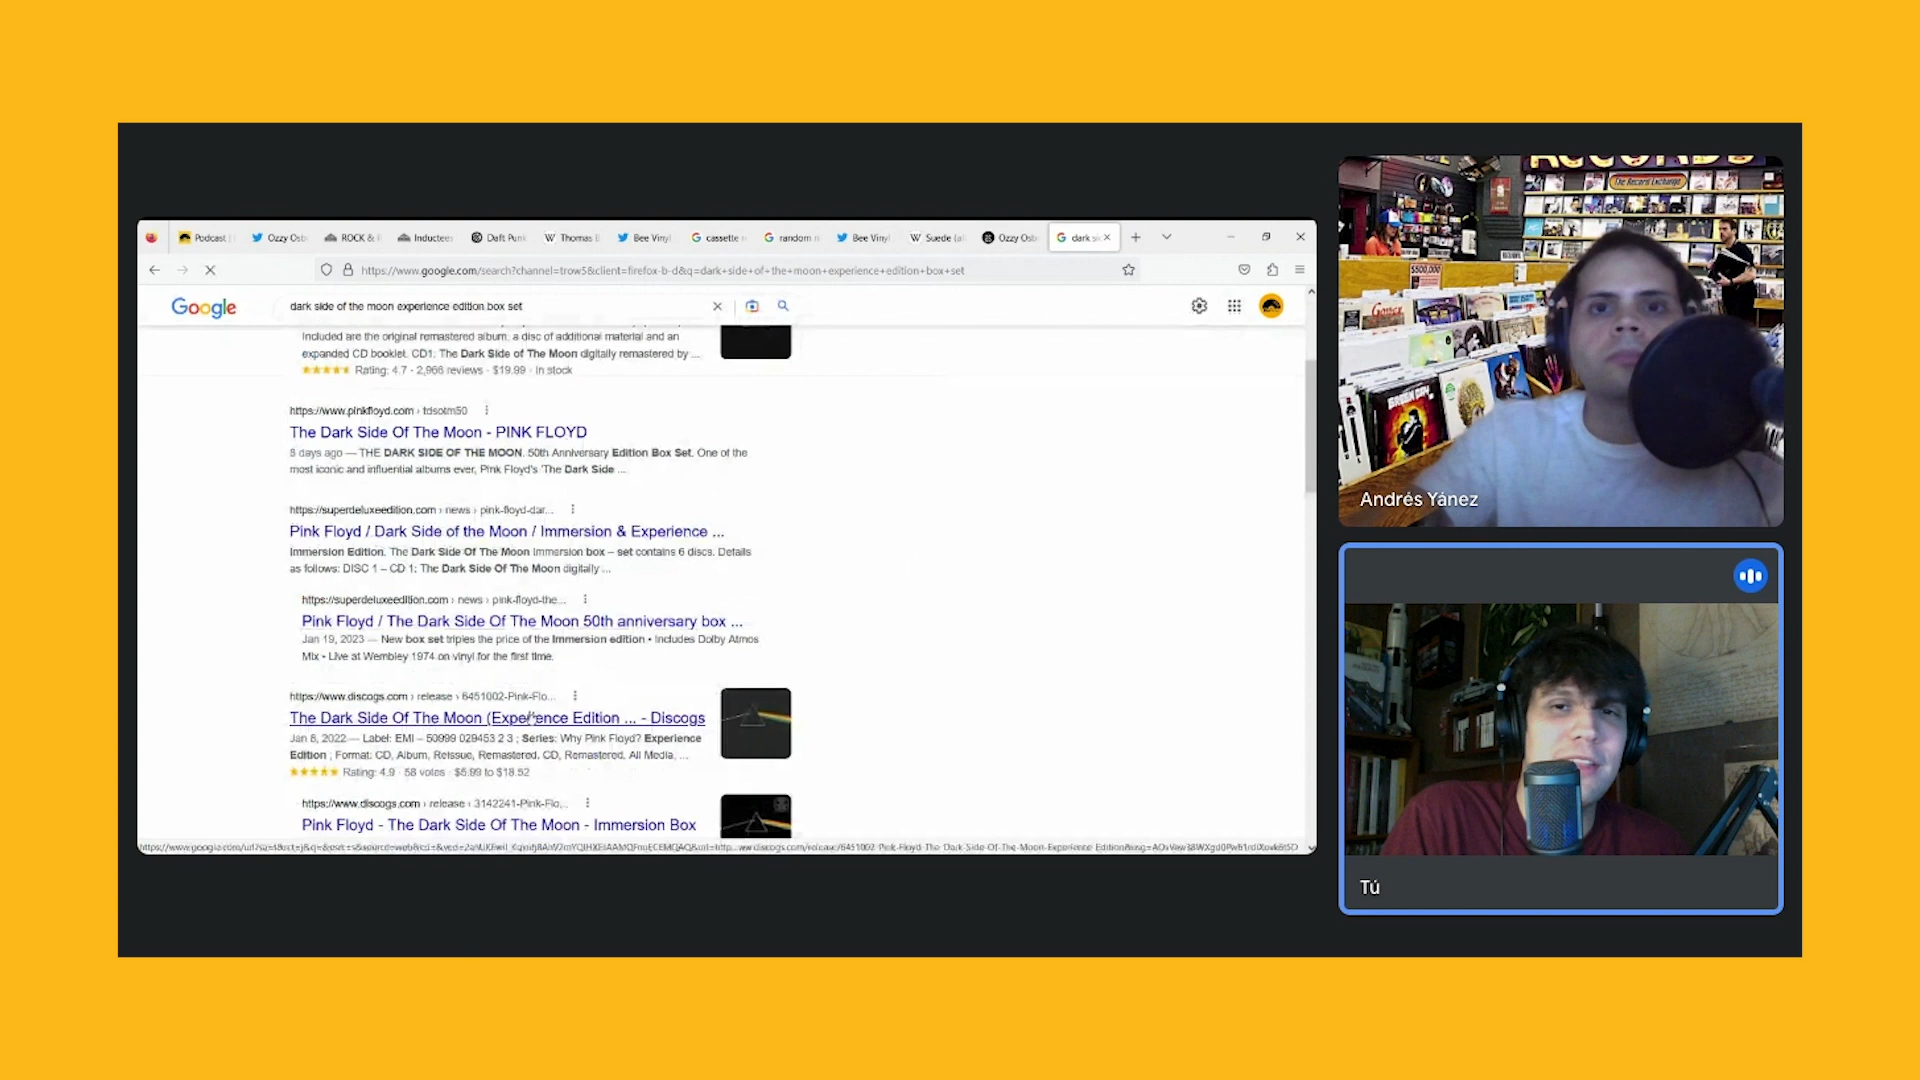 Podcast
Ozzy Osb
ROCK &
Inductees
Daft Punk
Thomas
Bee Vinyl
cassette
random
Bee Vinyl
Suede (al
Ozzy Osb
dark si
https://www.google.com/search?channel=trow5&client=firefox-b-d&q=dark+side+of+the+moon+experience+edition+box+set
Google
dark side of the moon experience edition box set
Included are the original remastered album, a disc of additional material and an
expanded CD booklet. CD1: The Dark Side of The Moon digitally remastered by ...
Rating: 4.7 · 2,966 reviews · $19.99 · In stock
https://www.pinkfloyd.com › tdsotm50
The Dark Side Of The Moon - PINK FLOYD
8 days ago — THE DARK SIDE OF THE MOON. 50th Anniversary Edition Box Set. One of the
most iconic and influential albums ever, Pink Floyd's 'The Dark Side ...
https://superdeluxeedition.com › news › pink-floyd-dar...
Pink Floyd / Dark Side of the Moon / Immersion & Experience ...
Immersion Edition. The Dark Side Of The Moon Immersion box – set contains 6 discs. Details
as follows: DISC 1 – CD 1: The Dark Side Of The Moon digitally ...
https://superdeluxeedition.com › news › pink-floyd-the...
Pink Floyd / The Dark Side Of The Moon 50th anniversary box ...
Jan 19, 2023 — New box set triples the price of the Immersion edition • Includes Dolby Atmos
Mix • Live at Wembley 1974 on vinyl for the first time.
https://www.discogs.com › release › 6451002-Pink-Flo...
The Dark Side Of The Moon (Experience Edition ... - Discogs
Jan 8, 2022 — Label: EMI – 50999 029453 2 3 ; Series: Why Pink Floyd? Experience
Edition ; Format: CD, Album, Reissue, Remastered. CD, Remastered. All Media, ...
Rating: 4.9 · 58 votes · $5.99 to $18.52
https://www.discogs.com › release › 3142241-Pink-Flo...
Pink Floyd - The Dark Side Of The Moon - Immersion Box
The Record Exchange
$500,000
Andrés Yánez
Tú